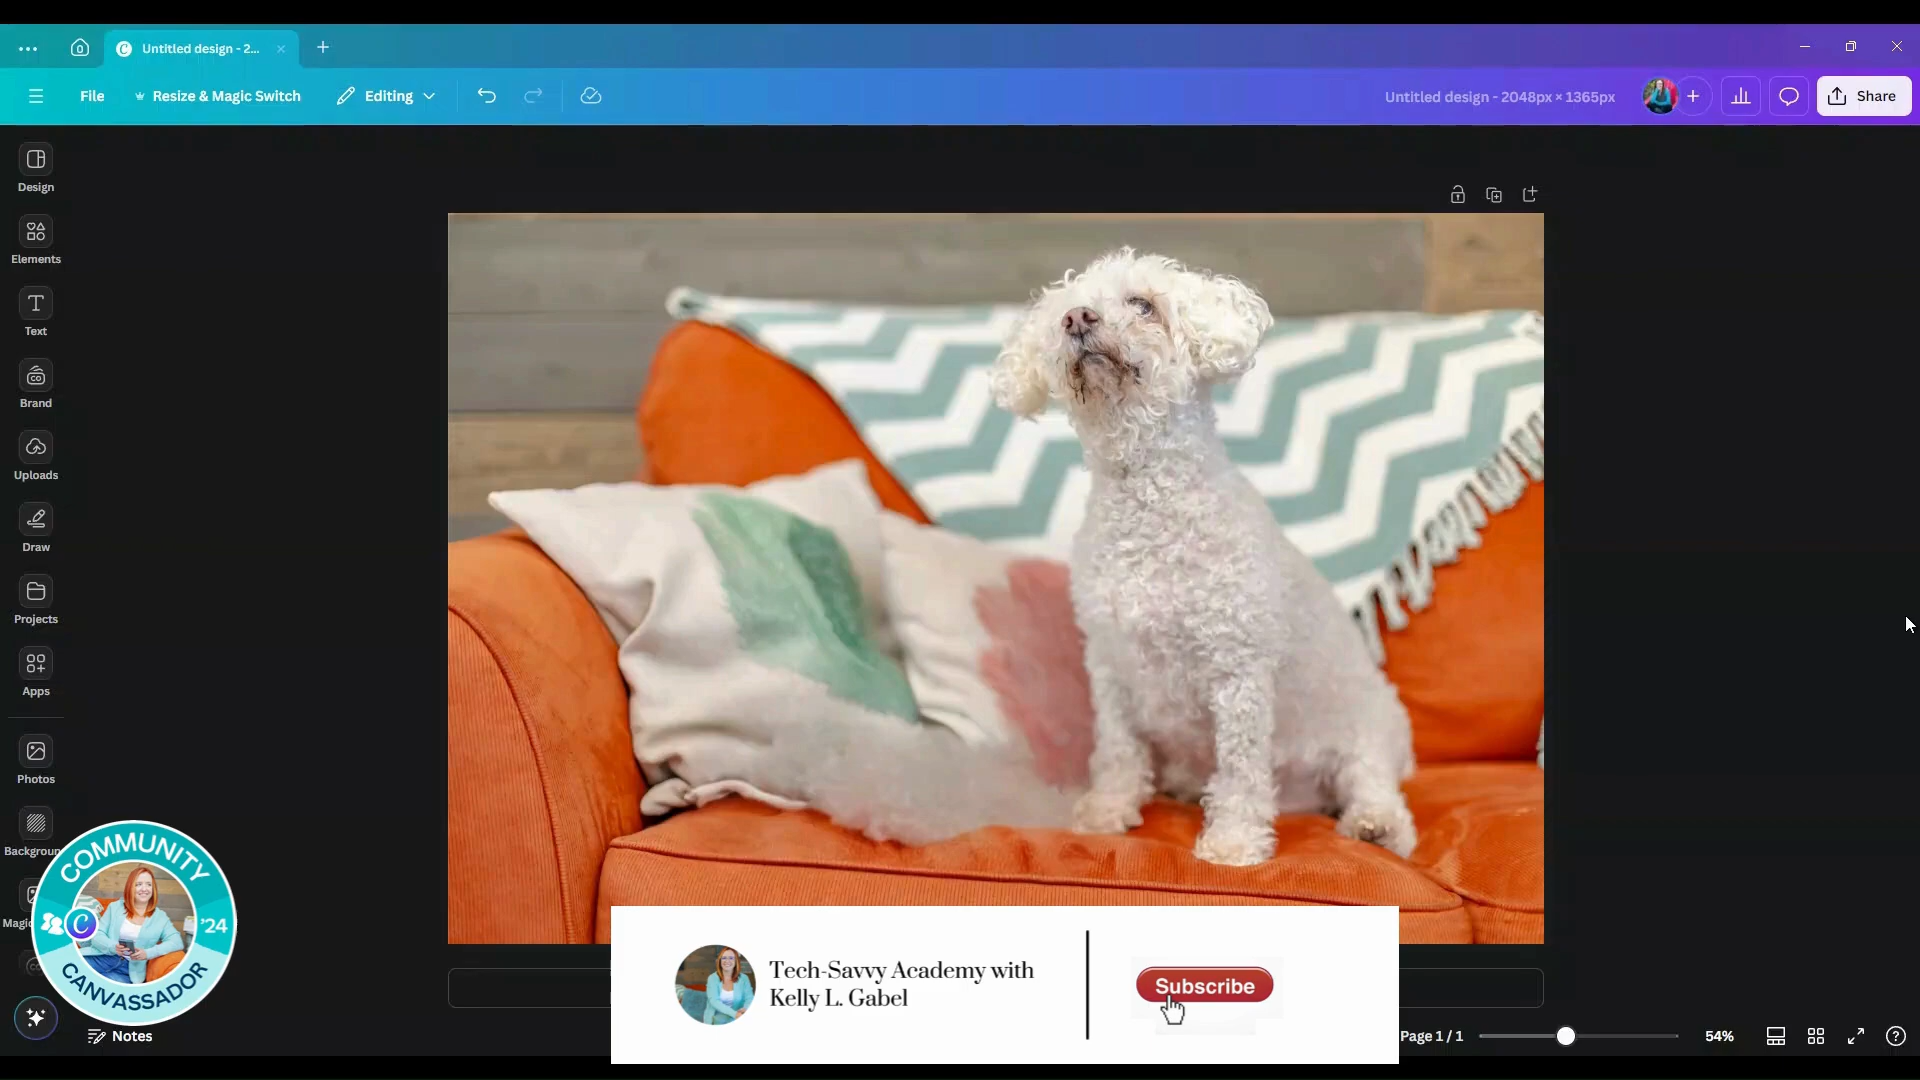 Untitled design - 2...
File
Resize & Magic Switch
Editing
Untitled design - 2048px × 1365px
Share
Design
Elements
Text
Brand
Uploads
Draw
Projects
Apps
Photos
Backgroun
Magic
COMMUNITY
'24
CANVASSADOR
Tech-Savvy Academy with
Kelly L. Gabel
Subscribe
Notes
Page 1 / 1
54%